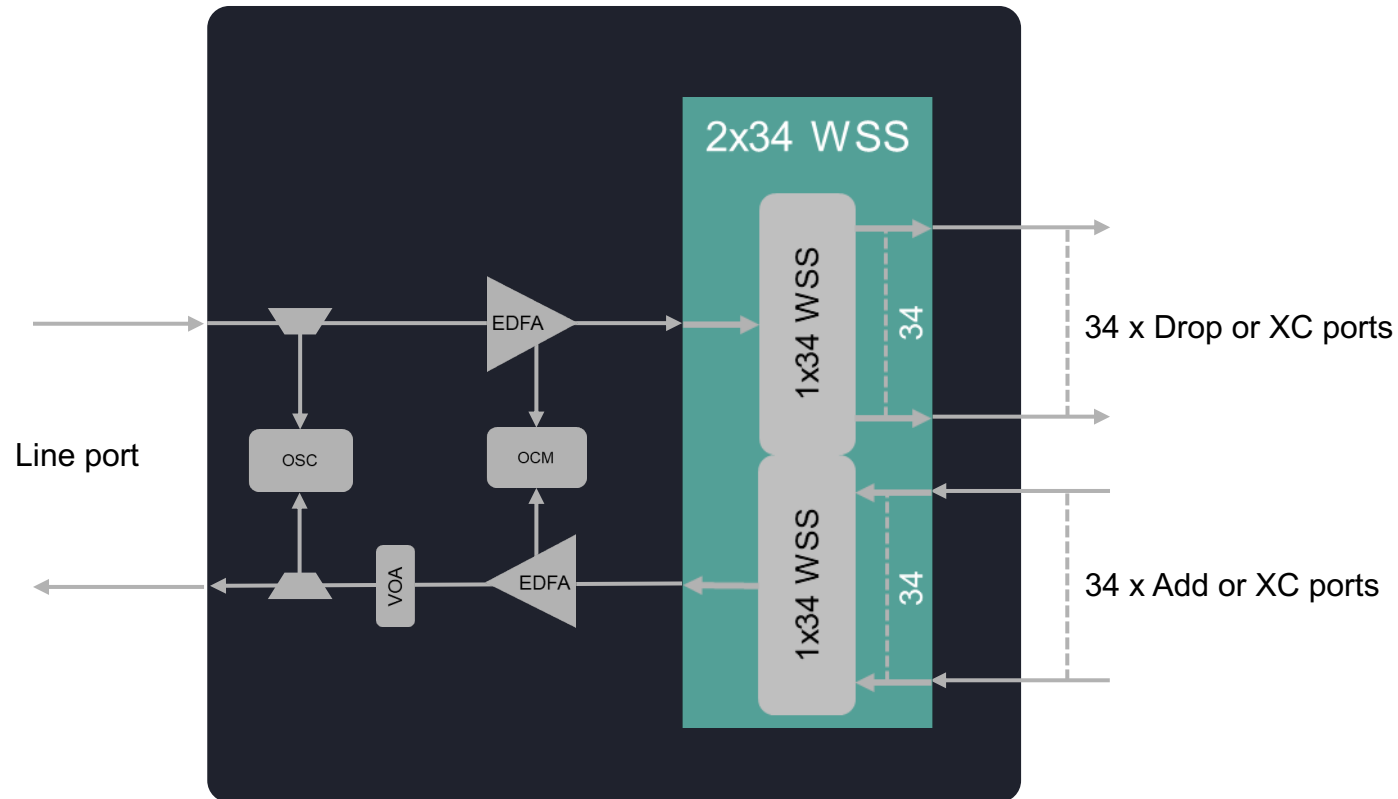 2x34 WSS
1x34 WSS
34
34 x Drop or XC ports
EDFA
Line port
OSC
OCM
1x34 WSS
34
34 x Add or XC ports
VOA
EDFA